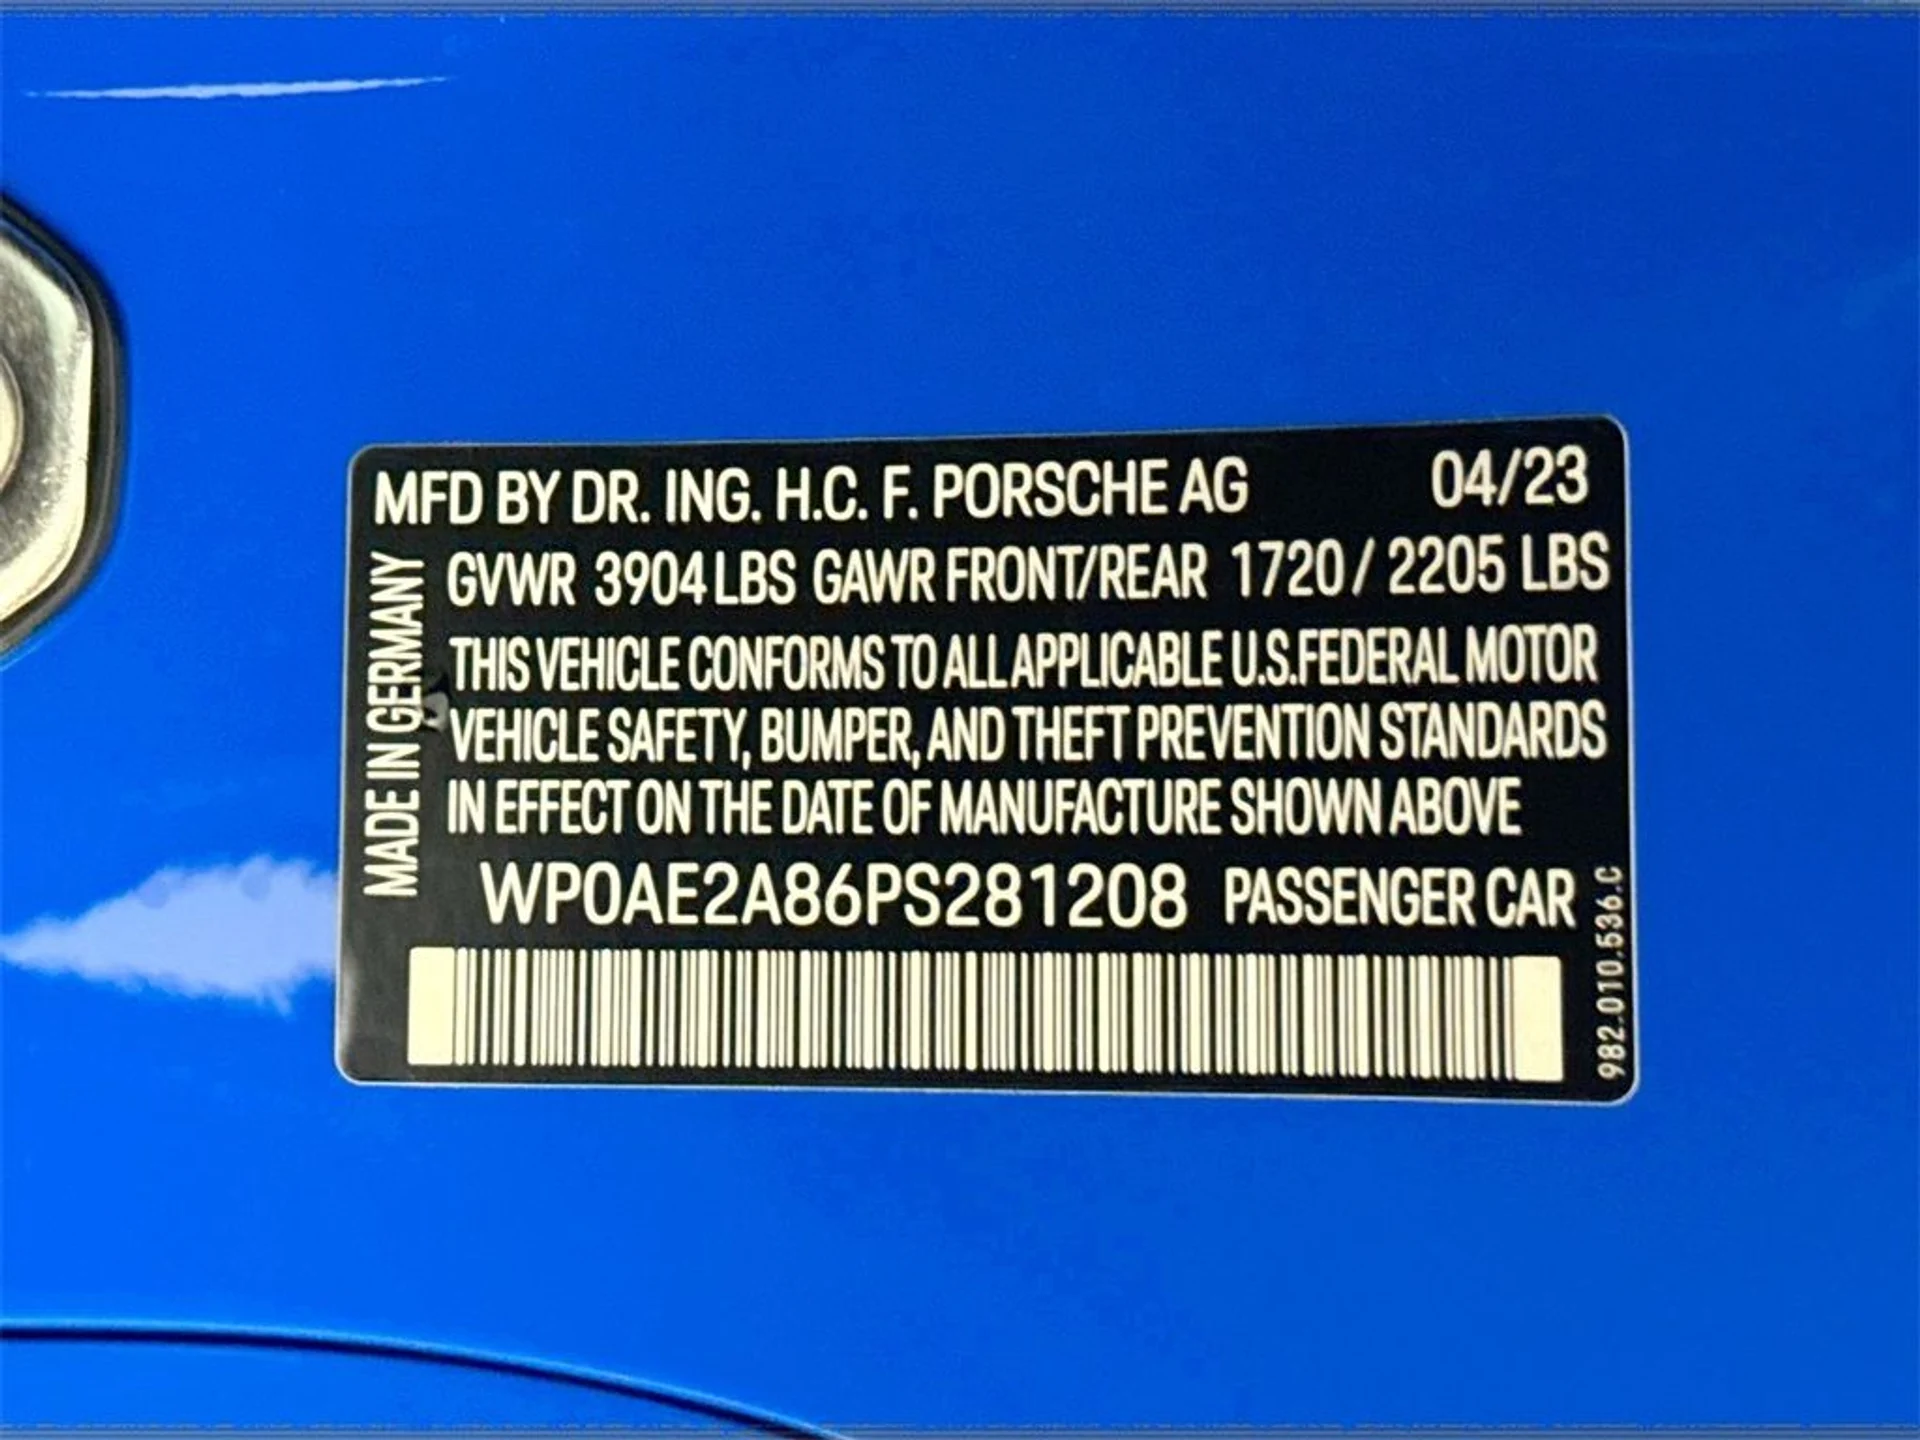 MFD BY DR. ING. H.C. F. PORSCHE AG 04/23
GVWR 3904 LBS GAWR FRONT/REAR 1720 / 2205 LBS
THIS VEHICLE CONFORMS TO ALL APPLICABLE U.S. FEDERAL MOTOR
VEHICLE SAFETY, BUMPER, AND THEFT PREVENTION STANDARDS
IN EFFECT ON THE DATE OF MANUFACTURE SHOWN ABOVE
WP0AE2A86PS281208 PASSENGER CAR
MADE IN GERMANY
982.010.536.C